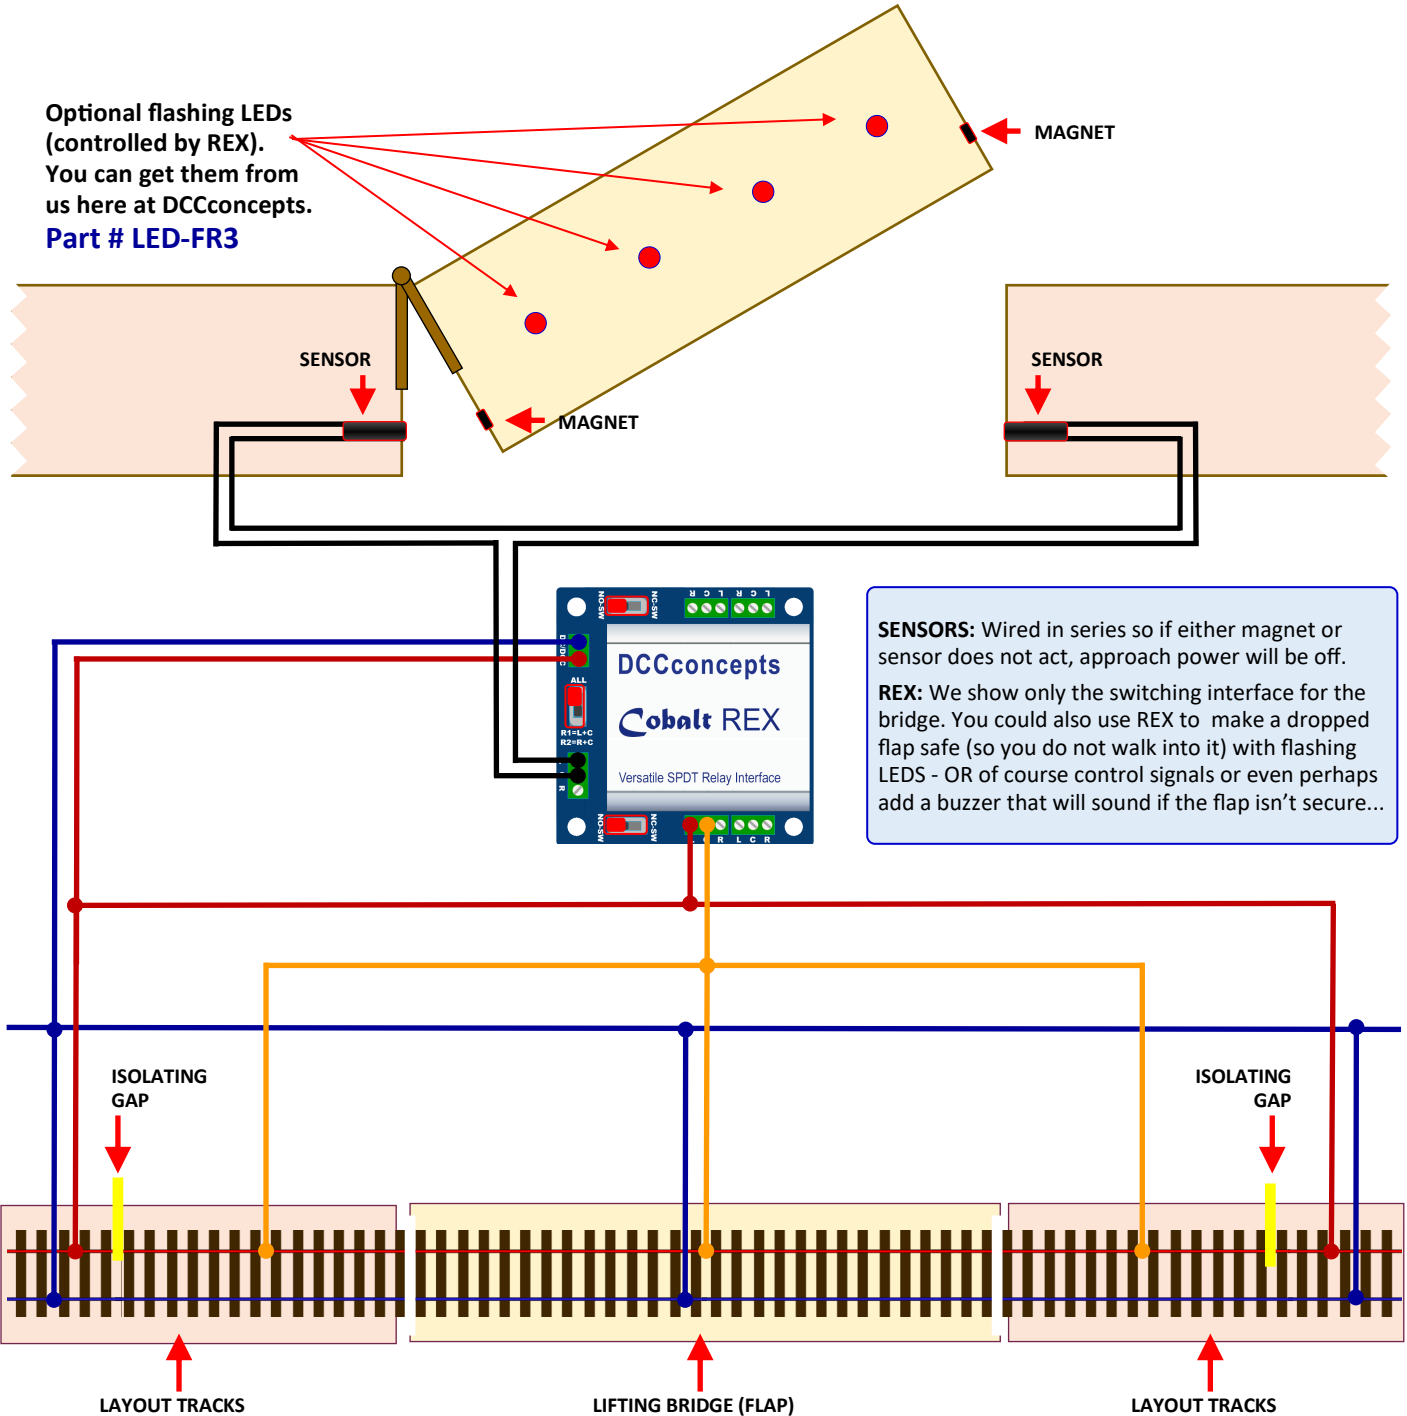 Optional flashing LEDs
(controlled by REX).
You can get them from
us here at DCCconcepts.
Part # LED-FR3
MAGNET
SENSOR
MAGNET
SENSOR
NO-SW
NC-SW
R C L R C L
ALL
R1=L+C
R2=R+C
R
DCCconcepts
Cobalt REX
Versatile SPDT Relay Interface
NO-SW
NC-SW
R L C R
SENSORS: Wired in series so if either magnet or
sensor does not act, approach power will be off.
REX: We show only the switching interface for the
bridge. You could also use REX to make a dropped
flap safe (so you do not walk into it) with flashing
LEDS - OR of course control signals or even perhaps
add a buzzer that will sound if the flap isn't secure...
ISOLATING
GAP
ISOLATING
GAP
LAYOUT TRACKS
LIFTING BRIDGE (FLAP)
LAYOUT TRACKS